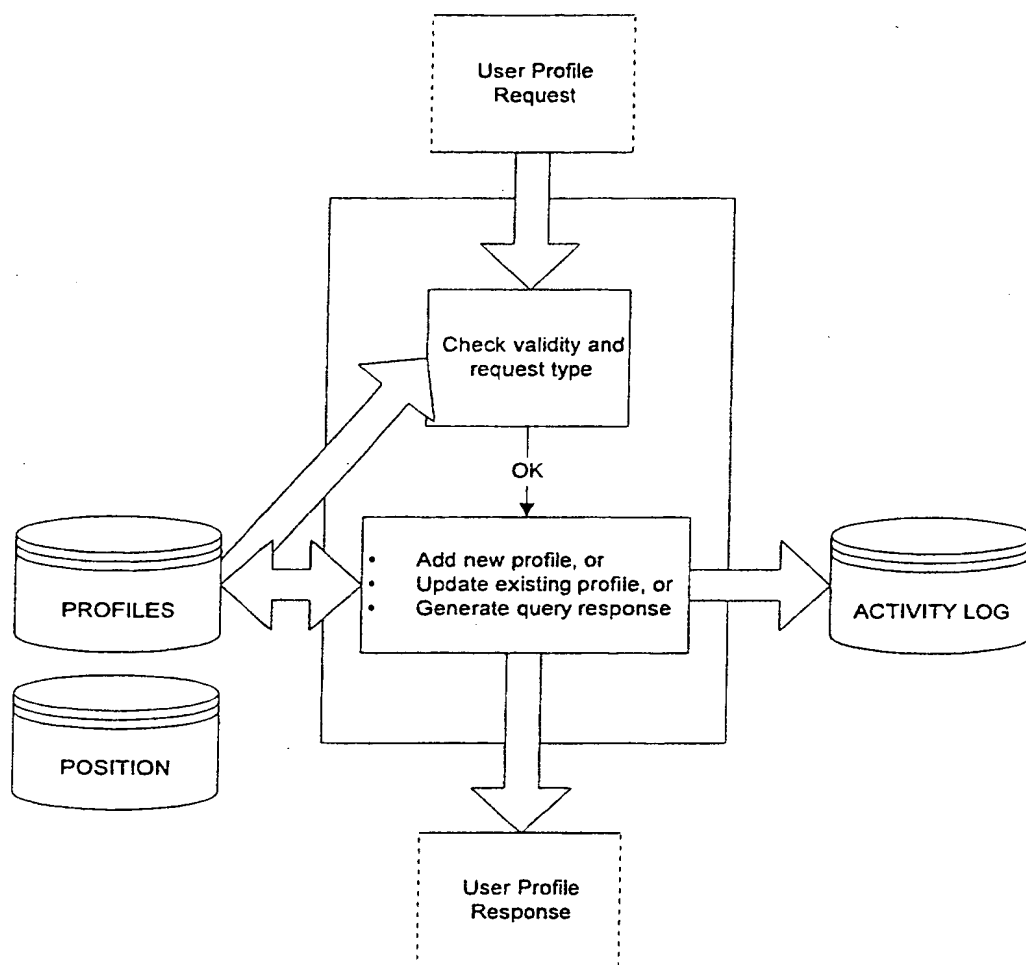 User Profile
Request
Check validity and
request type
OK
PROFILES
• Add new profile, or
• Update existing profile, or
• Generate query response
ACTIVITY LOG
POSITION
User Profile
Response